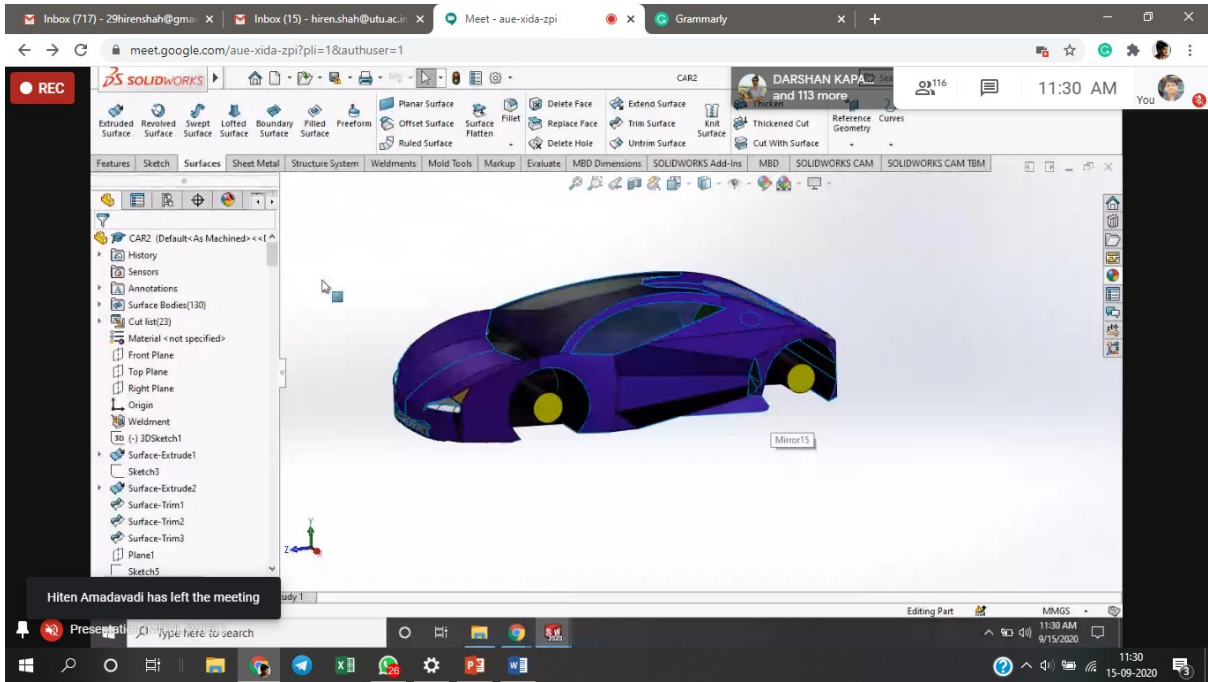 Inbox (717) - 29hirenshah@gmai
Inbox (15) - hiren.shah@utu.ac.in
Meet - aue-xida-zpi
Grammarly
meet.google.com/aue-xida-zpi?pli=1&authuser=1
REC
SOLIDWORKS
CAR2
DARSHAN KAPA
and 113 more
116
11:30 AM
You
Extruded Surface
Revolved Surface
Swept Surface
Lofted Surface
Boundary Surface
Filled Surface
Freeform
Planar Surface
Offset Surface
Ruled Surface
Surface Flatten
Fillet
Delete Face
Replace Face
Delete Hole
Extend Surface
Trim Surface
Untrim Surface
Knit Surface
Thicken
Thickened Cut
Cut With Surface
Reference Geometry
Curves
Features
Sketch
Surfaces
Sheet Metal
Structure System
Weldments
Mold Tools
Markup
Evaluate
MBD Dimensions
SOLIDWORKS Add-Ins
MBD
SOLIDWORKS CAM
SOLIDWORKS CAM TBM
CAR2 (Default<As Machined><<[
History
Sensors
Annotations
Surface Bodies(130)
Cut list(23)
Material <not specified>
Front Plane
Top Plane
Right Plane
Origin
Weldment
3D (-) 3DSketch1
Surface-Extrude1
Sketch3
Surface-Extrude2
Surface-Trim1
Surface-Trim2
Surface-Trim3
Plane1
Sketch5
Mirror15
Y
Z
Hiten Amadavadi has left the meeting
udy 1
Editing Part
MMGS
Type here to search
11:30 AM
9/15/2020
26
11:30
15-09-2020
3